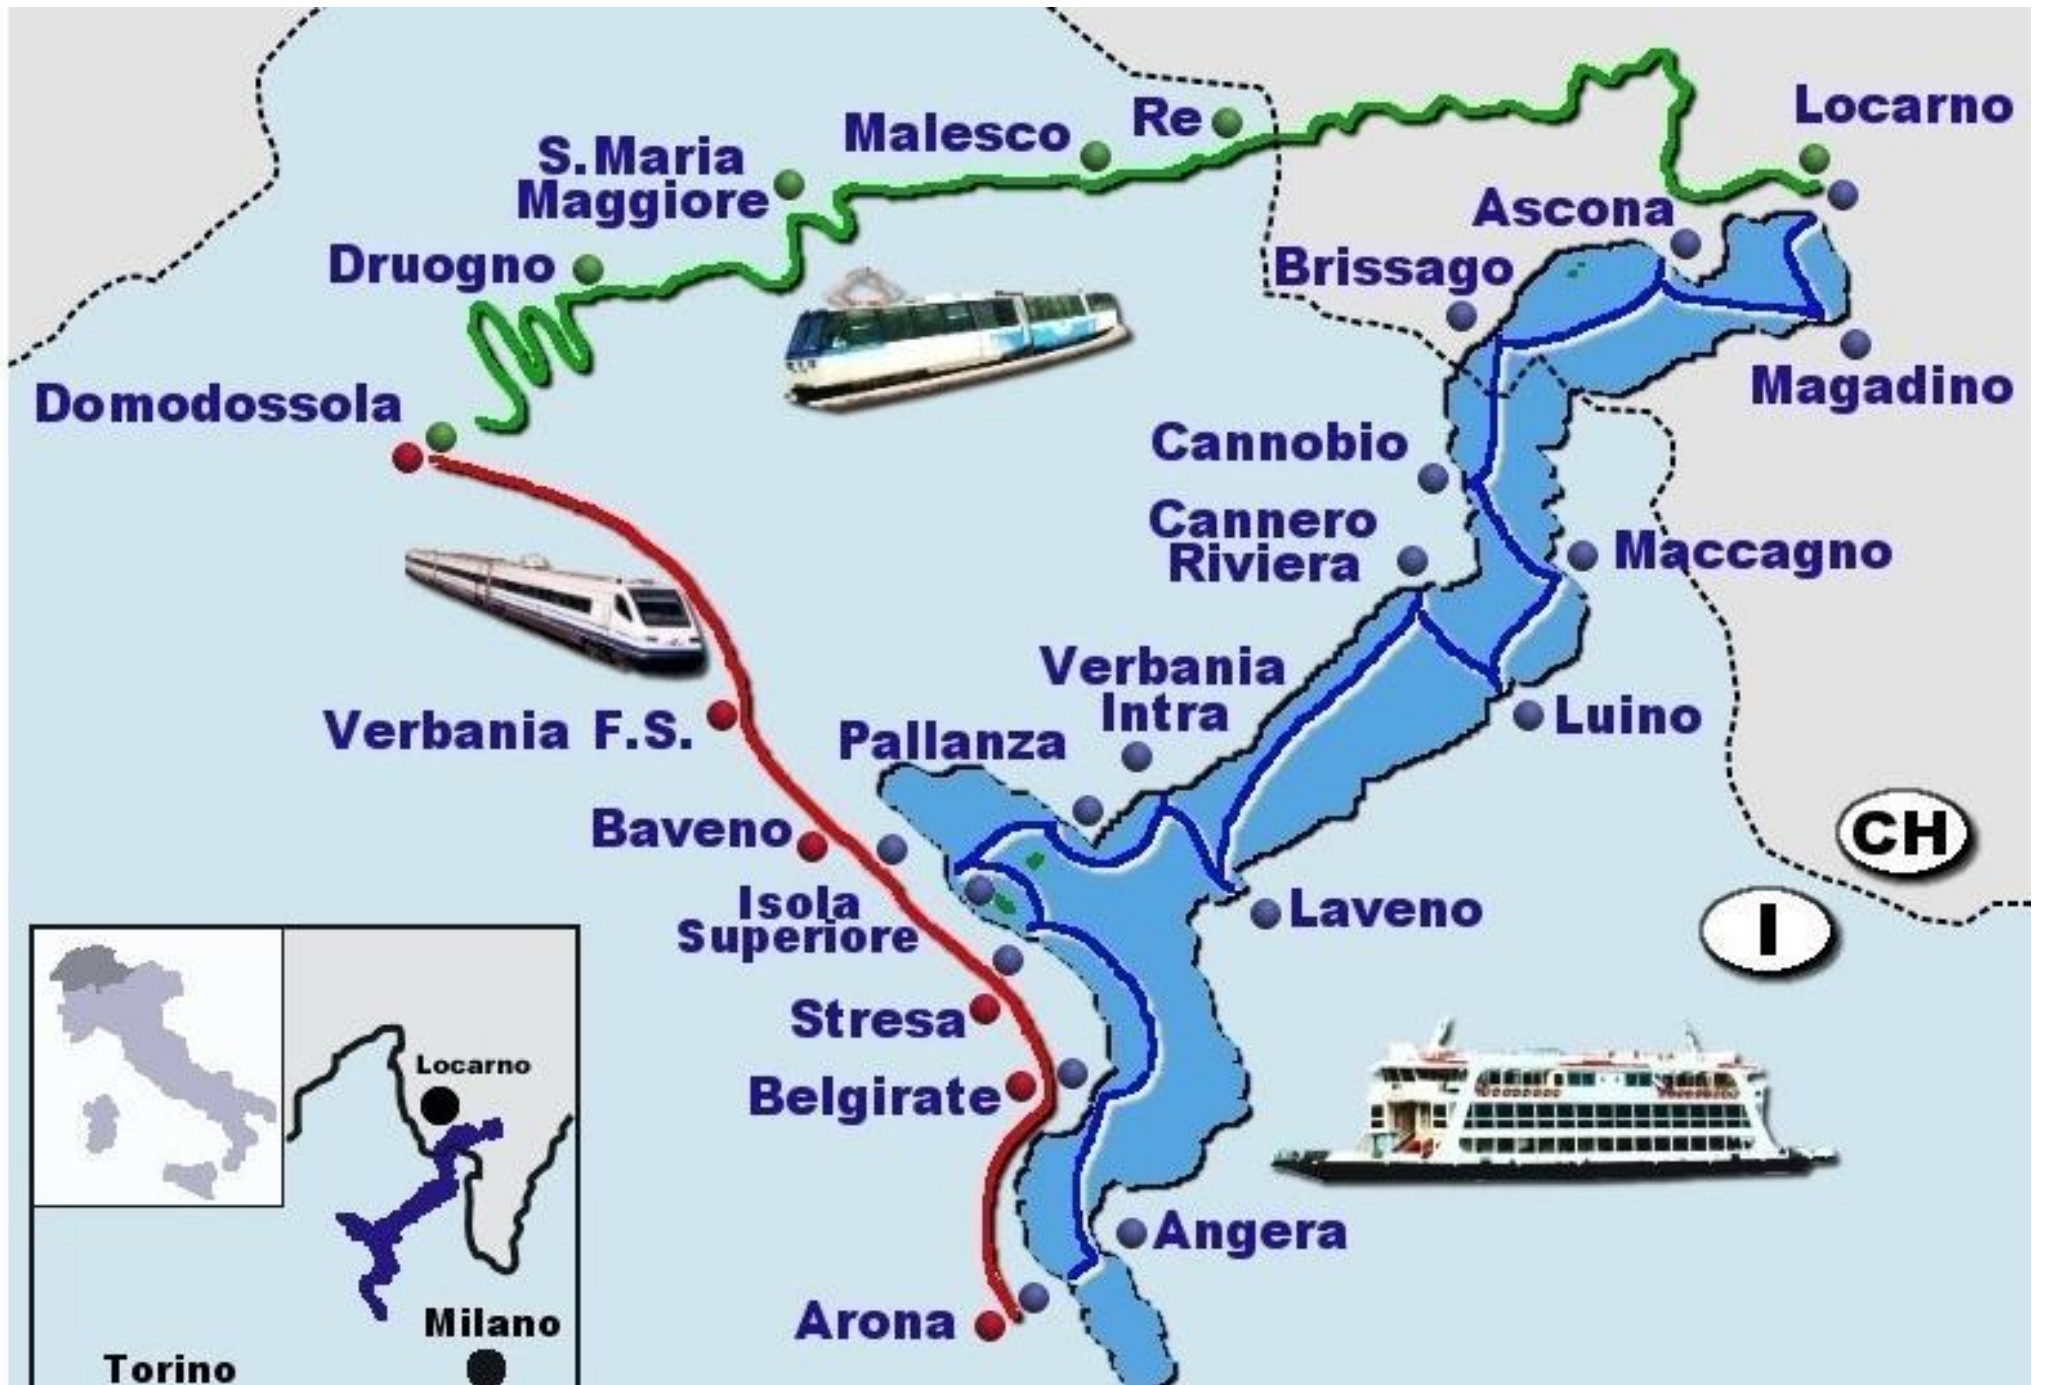 Locarno
Re
Malesco
S.Maria
Maggiore
Ascona
Druogno
Brissago
Magadino
Domodossola
Cannobio
Cannero
Riviera
Maccagno
Verbania
Intra
Luino
Verbania F.S.
Pallanza
Baveno
CH
Isola
Superiore
Laveno
I
Stresa
Belgirate
Angera
Arona
Locarno
Milano
Torino